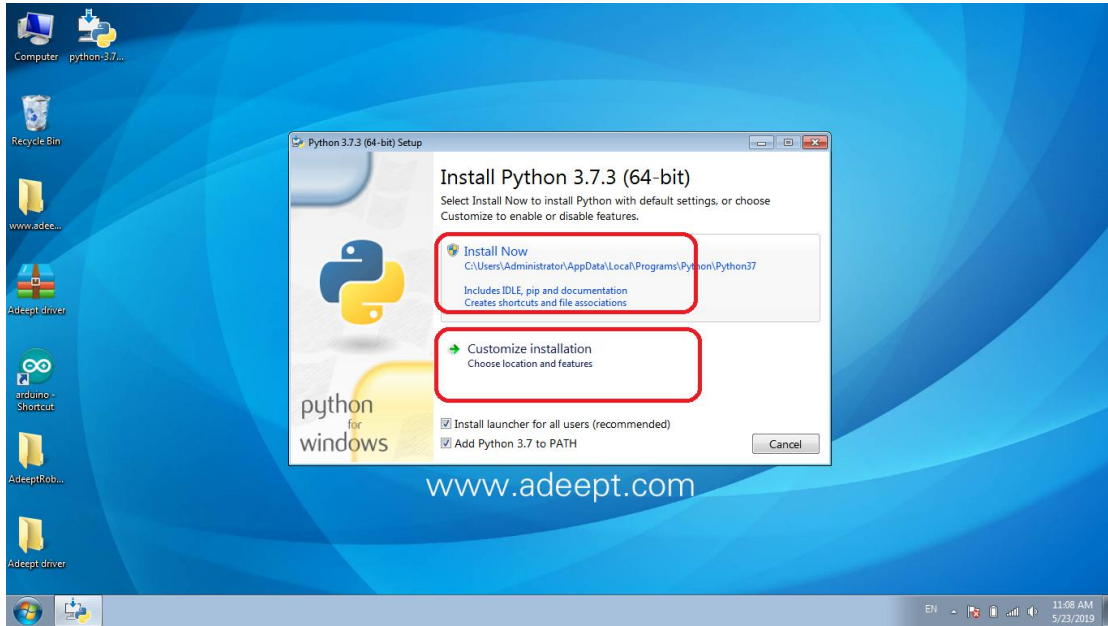 Computer
python-3.7...
Recycle Bin
www.adee...
Adeept driver
arduino -
Shortcut
AdeeptRob...
Adeept driver
Python 3.7.3 (64-bit) Setup
Install Python 3.7.3 (64-bit)
Select Install Now to install Python with default settings, or choose
Customize to enable or disable features.
Install Now
C:\Users\Administrator\AppData\Local\Programs\Python\Python37
Includes IDLE, pip and documentation
Creates shortcuts and file associations
Customize installation
Choose location and features
python
for
windows
Install launcher for all users (recommended)
Add Python 3.7 to PATH
Cancel
www.adeept.com
EN
11:08 AM
5/23/2019